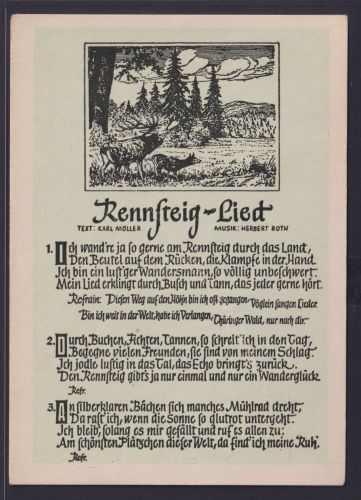 Rennsteig-Lied
TEXT: KARL MÜLLER MUSIK: HERBERT ROTH
1. Ich wand're ja so gerne am Rennsteig durch das Land,
Den Beutel auf dem Rücken, die Klampfe in der Hand.
Ich bin ein lust'ger Wandersmann, so völlig unbeschwert.
Mein Lied erklingt durch Busch und Tann, das jeder gerne hört.
Refrain: Diesen Weg auf den Höh'n bin ich oft gegangen, Vöglein sangen Lieder.
Bin ich weit in der Welt, habe ich Verlangen, Thüringer Wald, nur nach dir.
2. Durch Buchen, Fichten, Tannen, so schreit' ich in den Tag,
Begegne vielen Freunden, sie sind von meinem Schlag.
Ich jodle lustig in das Tal, das Echo bringt's zurück.
Den Rennsteig gibt's ja nur einmal und nur ein Wanderglück.
Refr.
3. An silberklaren Bächen sich manches Mühlrad dreht,
Da rast' ich, wenn die Sonne so glutrot untergeht.
Ich bleib', solang es mir gefällt und ruf es allen zu:
Am schönsten Plätzchen dieser Welt, da find' ich meine Ruh.
Refr.